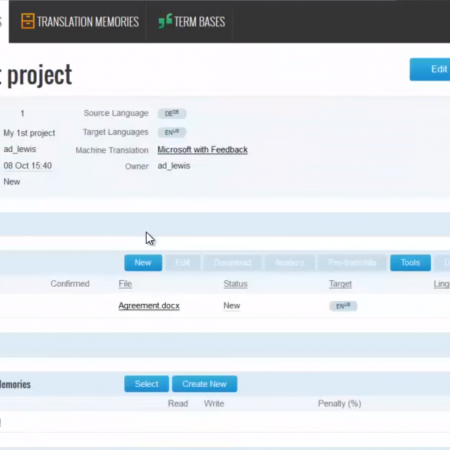 TRANSLATION MEMORIES TERM BASES
t project
Edit
1 Source Language DE
My 1st project Target Languages EN
ad_lewis Machine Translation Microsoft with Feedback
08 Oct 15:40 Owner ad_lewis
New
New Edit Download Analyze Pre-translate Tools
Confirmed File Status Target Ling
Agreement.docx New EN
Memories Select Create New
Read Write Penalty (%)